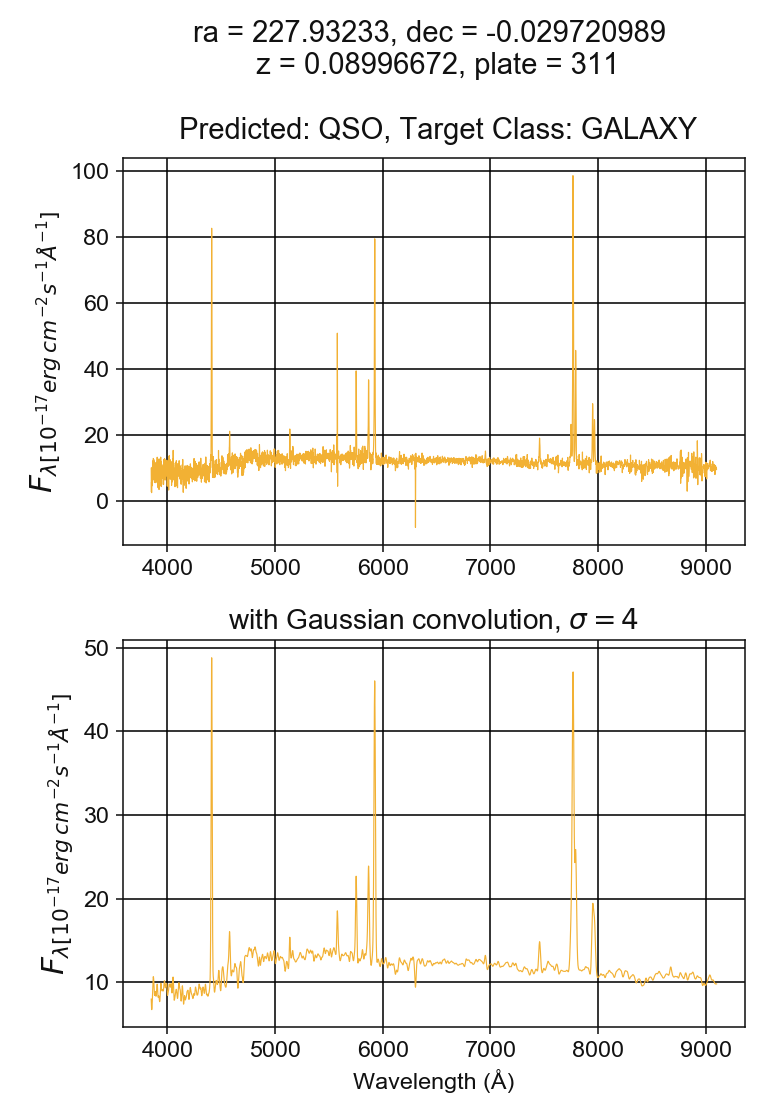 ra = 227.93233, dec = -0.029720989
z = 0.08996672, plate = 311
Predicted: QSO, Target Class: GALAXY
100
80
60
40
20
0
F_λ[10⁻¹⁷erg cm⁻²s⁻¹Å⁻¹]
4000 5000 6000 7000 8000 9000
with Gaussian convolution, σ = 4
50
40
30
20
10
F_λ[10⁻¹⁷erg cm⁻²s⁻¹Å⁻¹]
4000 5000 6000 7000 8000 9000
Wavelength (Å)